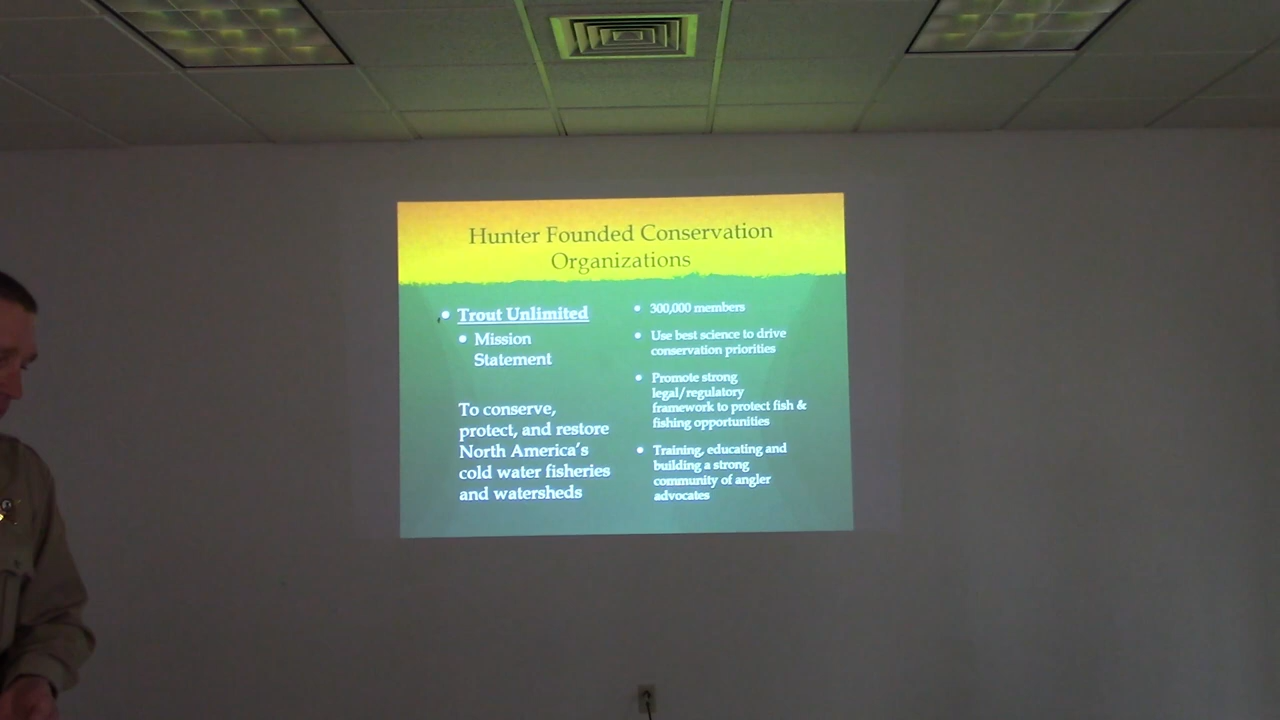 Hunter Founded Conservation
Organizations
• Trout Unlimited
• Mission
Statement
To conserve,
protect, and restore
North America's
cold water fisheries
and watersheds
• 300,000 members
• Use best science to drive
conservation priorities
• Promote strong
legal/regulatory
framework to protect fish &
fishing opportunities
• Training, educating and
building a strong
community of angler
advocates